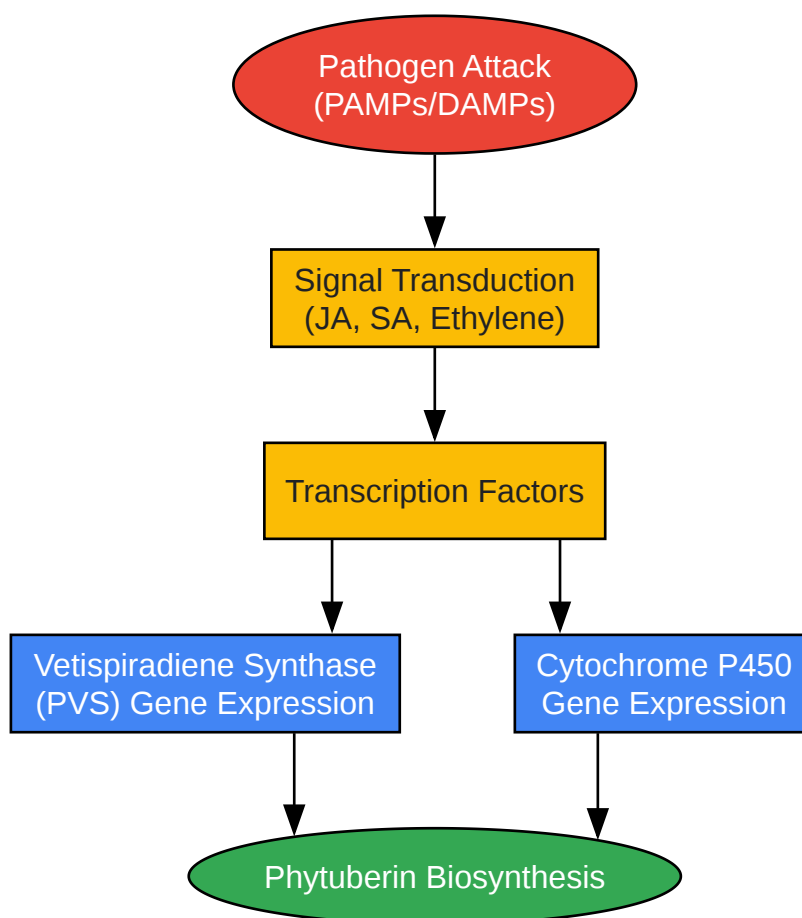 Pathogen Attack
(PAMPs/DAMPs)
Signal Transduction
(JA, SA, Ethylene)
Transcription Factors
Vetispiradiene Synthase
(PVS) Gene Expression
Cytochrome P450
Gene Expression
Phytuberin Biosynthesis